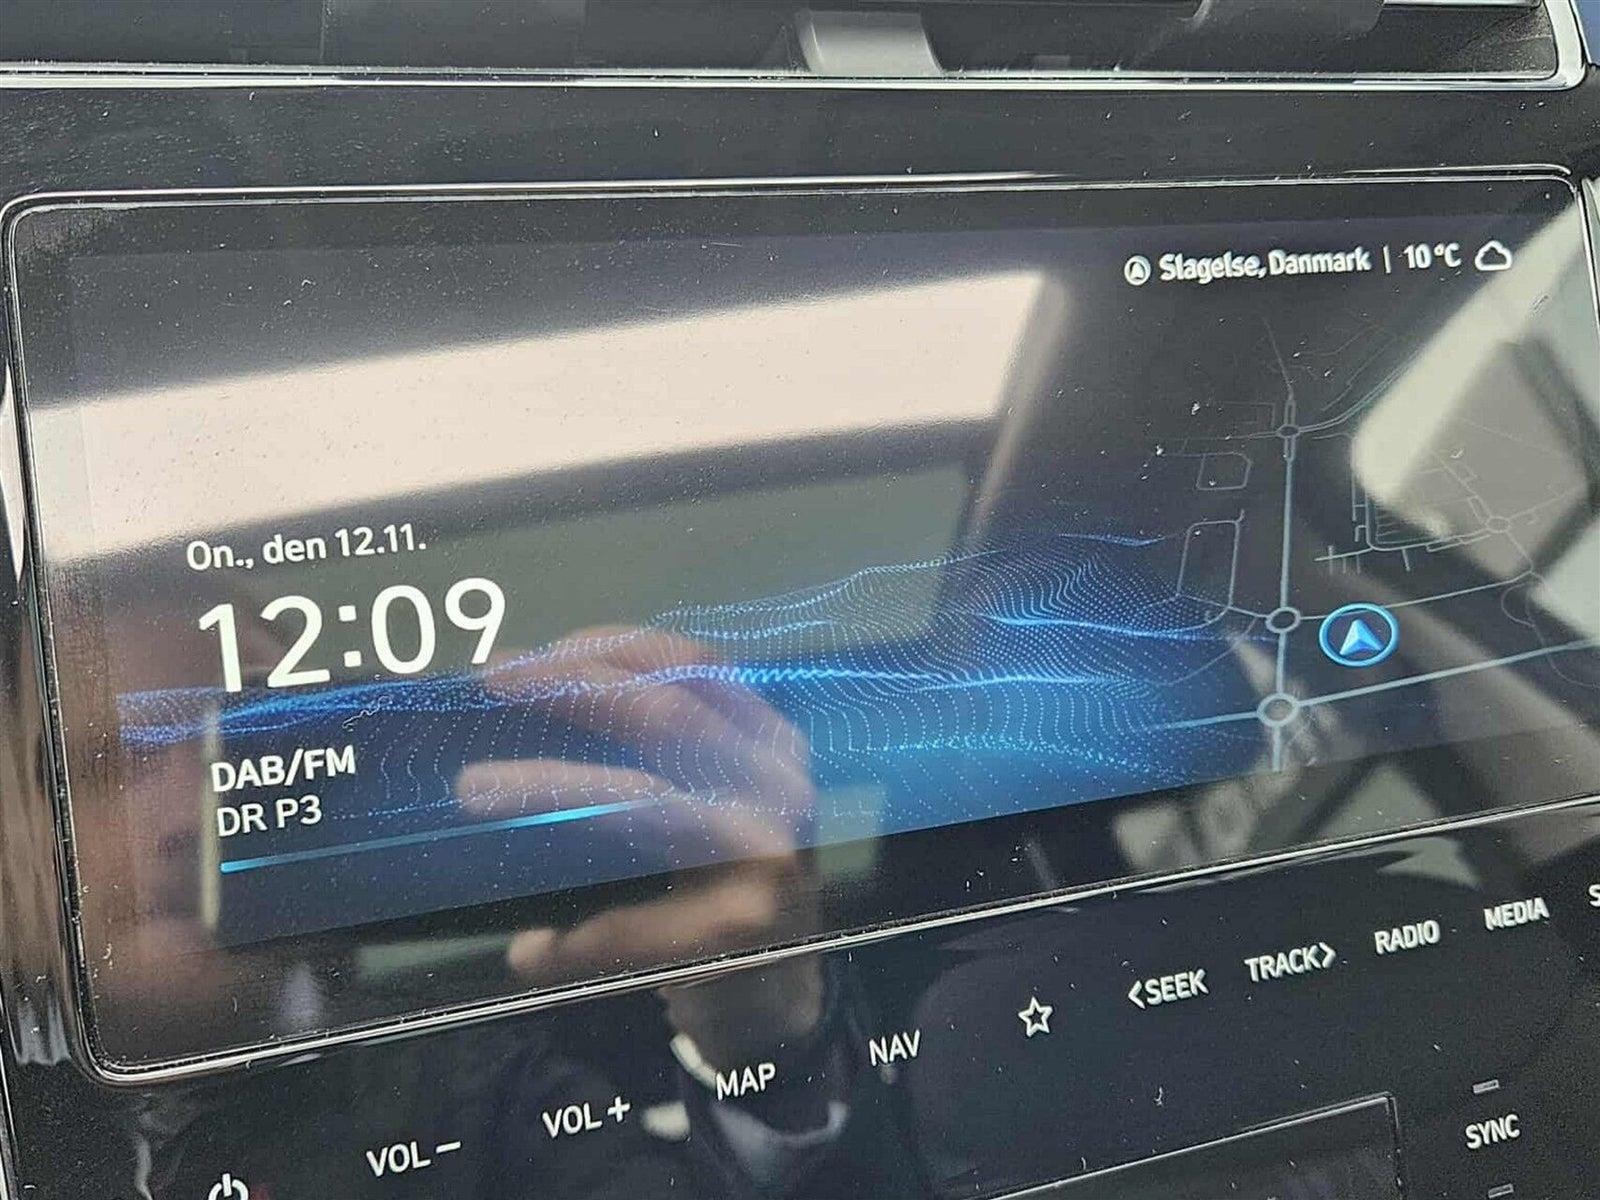 Slagelse, Danmark | 10°C
On., den 12.11.
12:09
DAB/FM
DR P3
VOL −
VOL +
MAP
NAV
<SEEK
TRACK>
RADIO
MEDIA
SYNC